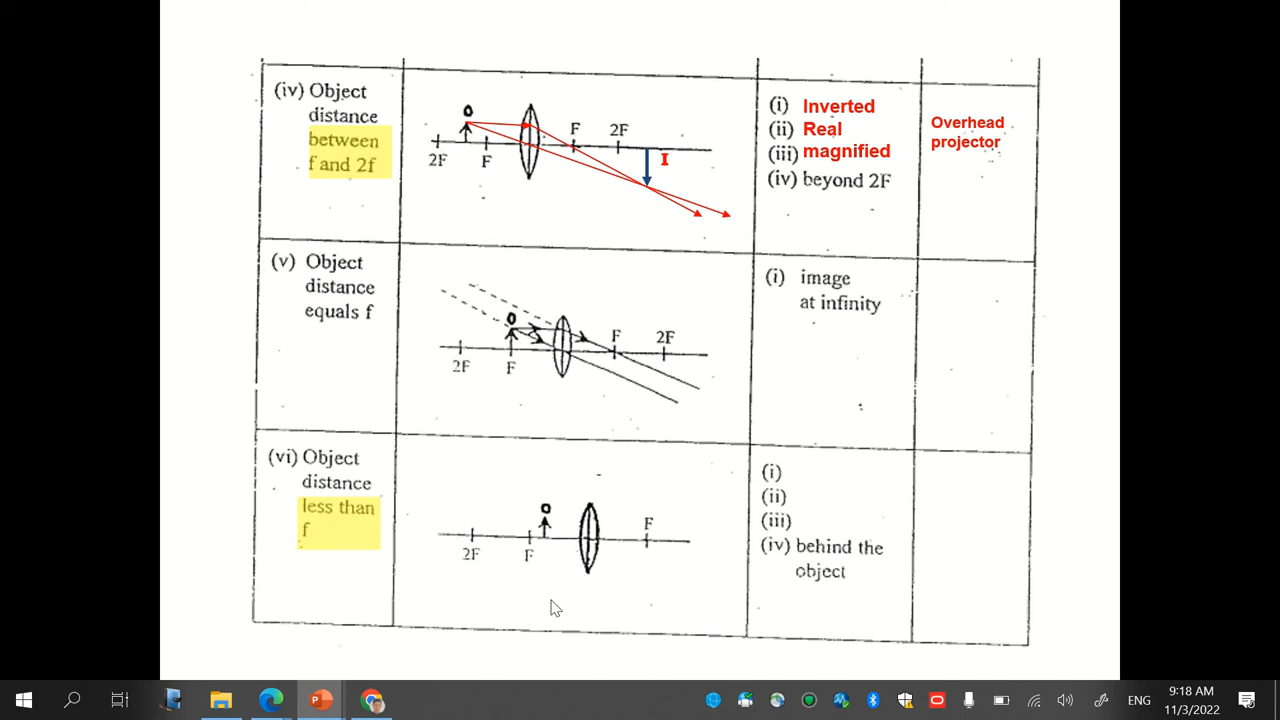 (iv) Object
distance
between
f and 2f
O
F
2F
2F
F
I
(i) Inverted
(ii) Real
(iii) magnified
(iv) beyond 2F
Overhead
projector
(v) Object
distance
equals f
O
F
2F
2F
F
(i) image
at infinity
(vi) Object
distance
less than
f
O
F
2F
F
(i)
(ii)
(iii)
(iv) behind the
object
ENG
9:18 AM
11/3/2022